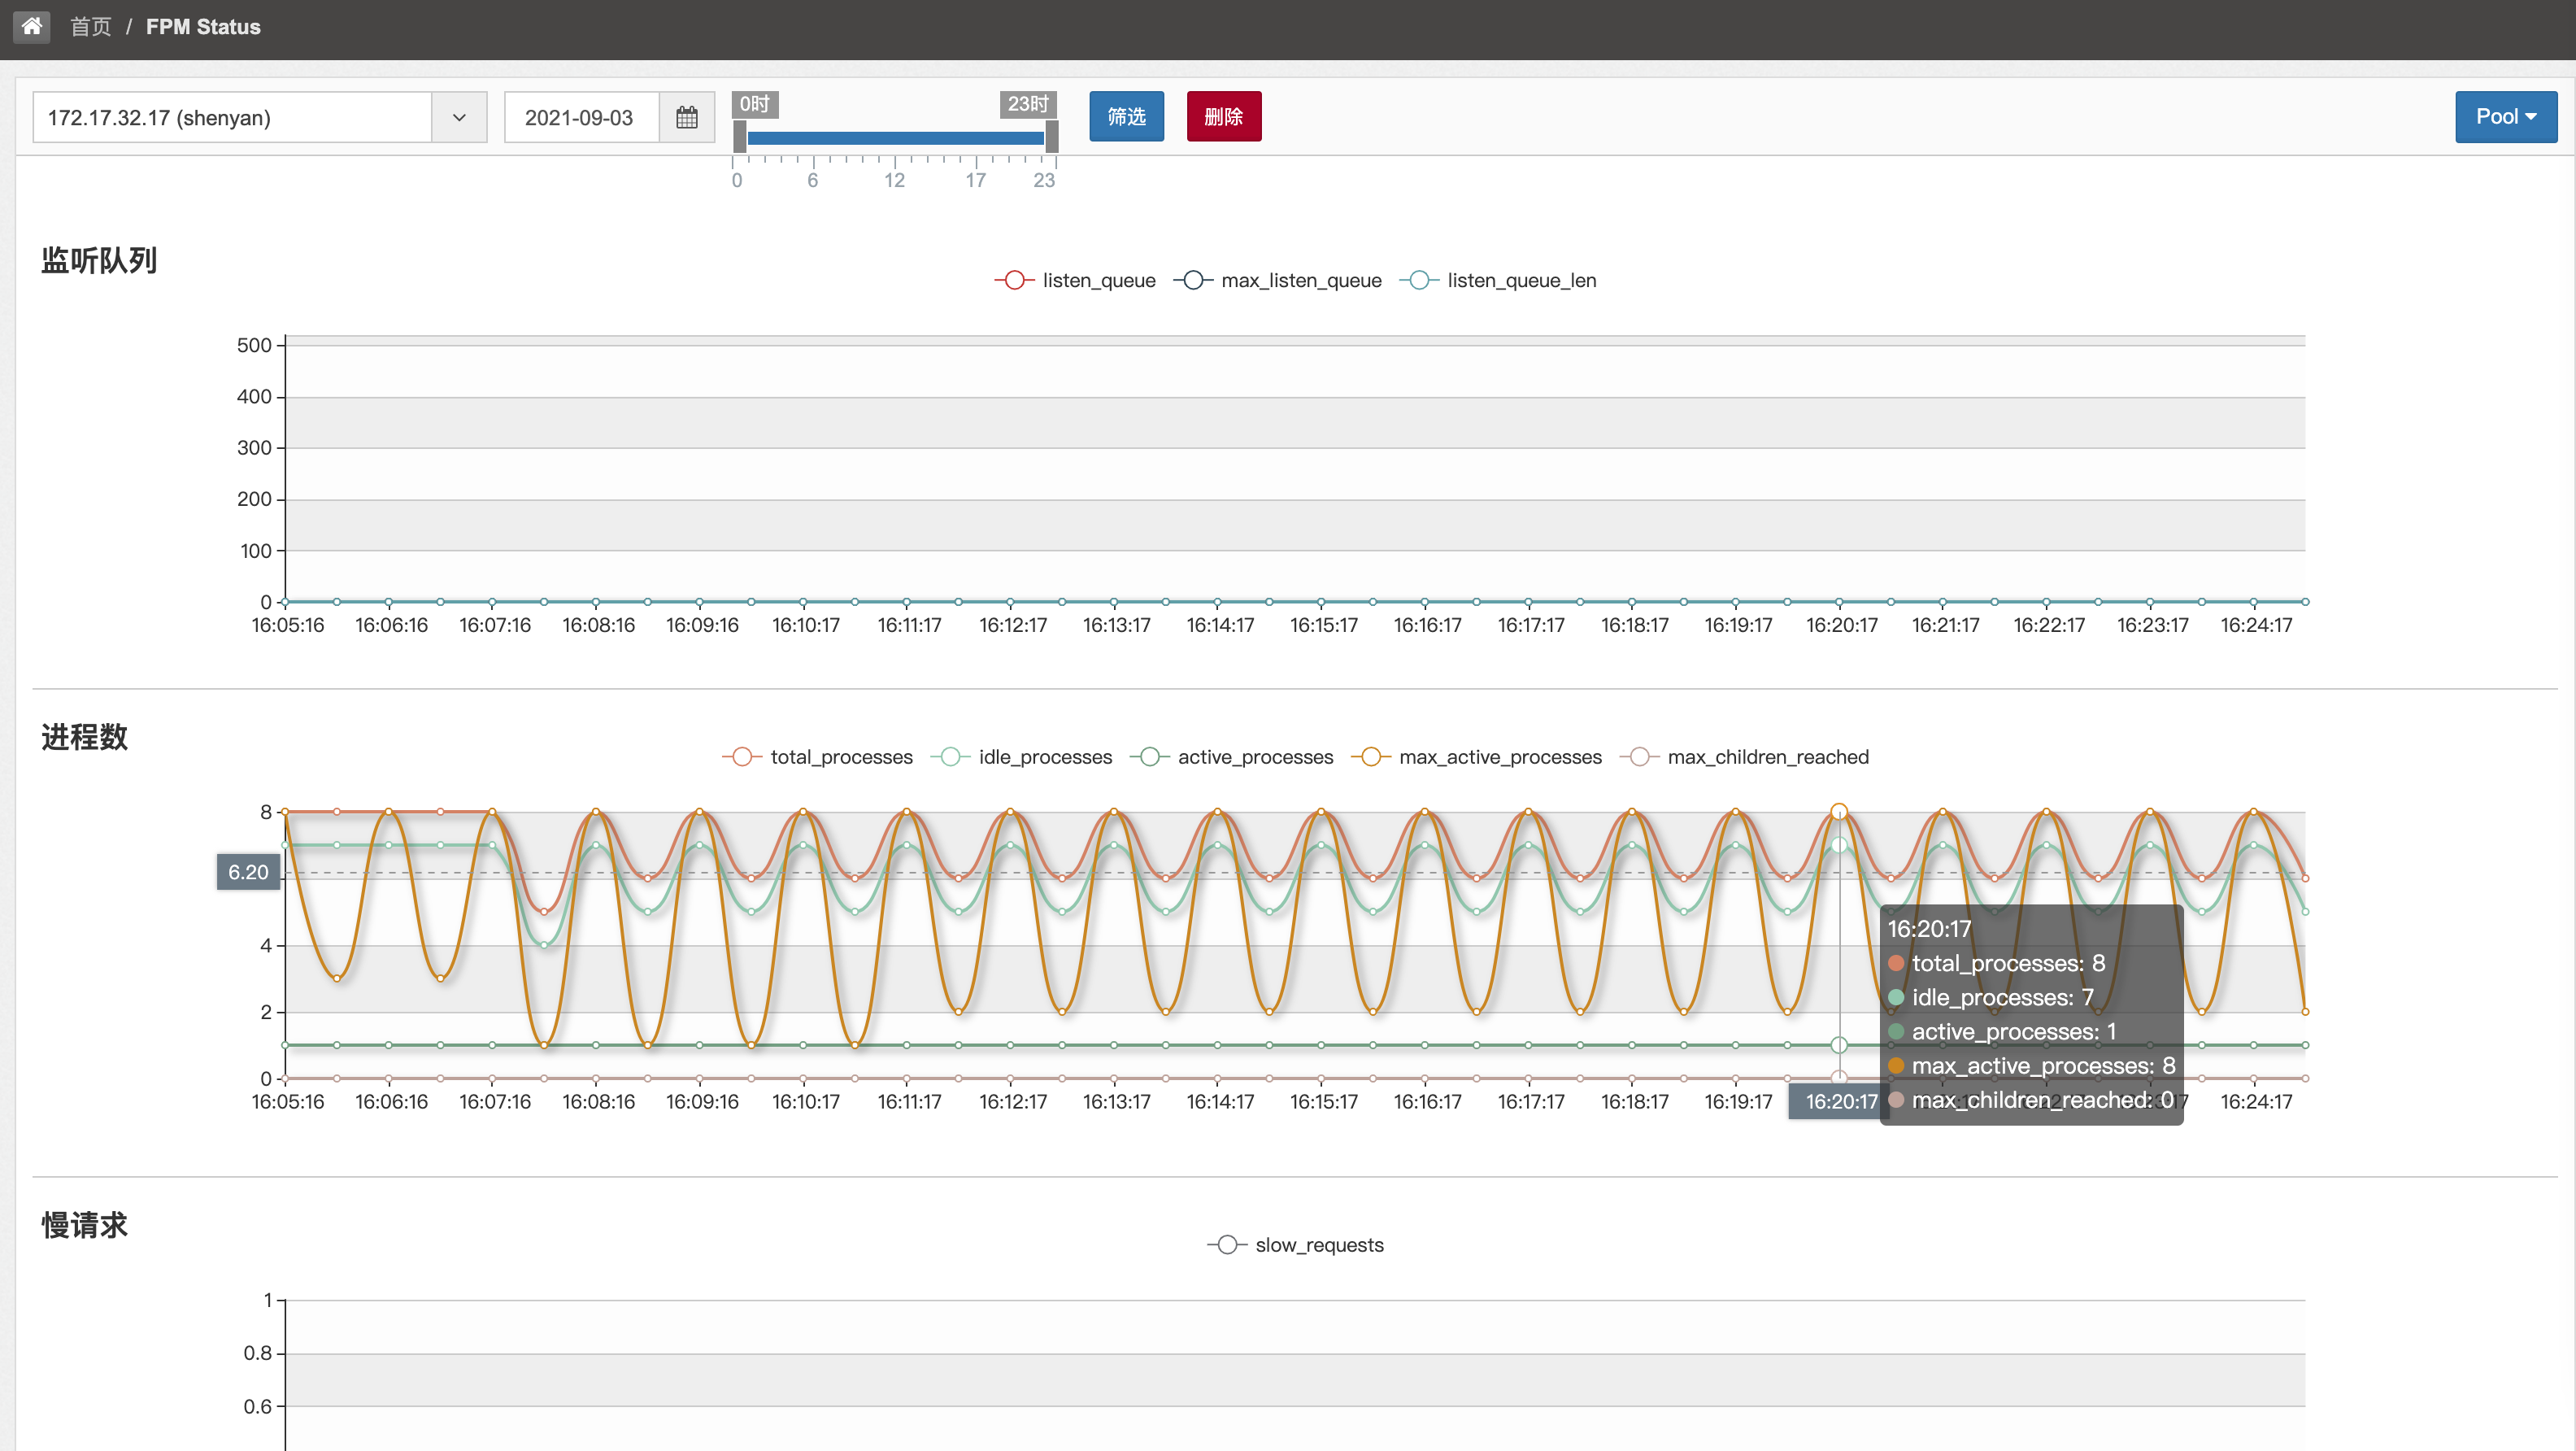 首页 / FPM Status
172.17.32.17 (shenyan)
2021-09-03
0时 23时
0 6 12 17 23
筛选
删除
Pool
监听队列
listen_queue max_listen_queue listen_queue_len
500
400
300
200
100
0
16:05:16 16:06:16 16:07:16 16:08:16 16:09:16 16:10:17 16:11:17 16:12:17 16:13:17 16:14:17 16:15:17 16:16:17 16:17:17 16:18:17 16:19:17 16:20:17 16:21:17 16:22:17 16:23:17 16:24:17
进程数
total_processes idle_processes active_processes max_active_processes max_children_reached
8
6.20
4
2
0
16:05:16 16:06:16 16:07:16 16:08:16 16:09:16 16:10:17 16:11:17 16:12:17 16:13:17 16:14:17 16:15:17 16:16:17 16:17:17 16:18:17 16:19:17 16:20:17 16:24:17
16:20:17
total_processes: 8
idle_processes: 7
active_processes: 1
max_active_processes: 8
max_children_reached: 0
慢请求
slow_requests
1
0.8
0.6